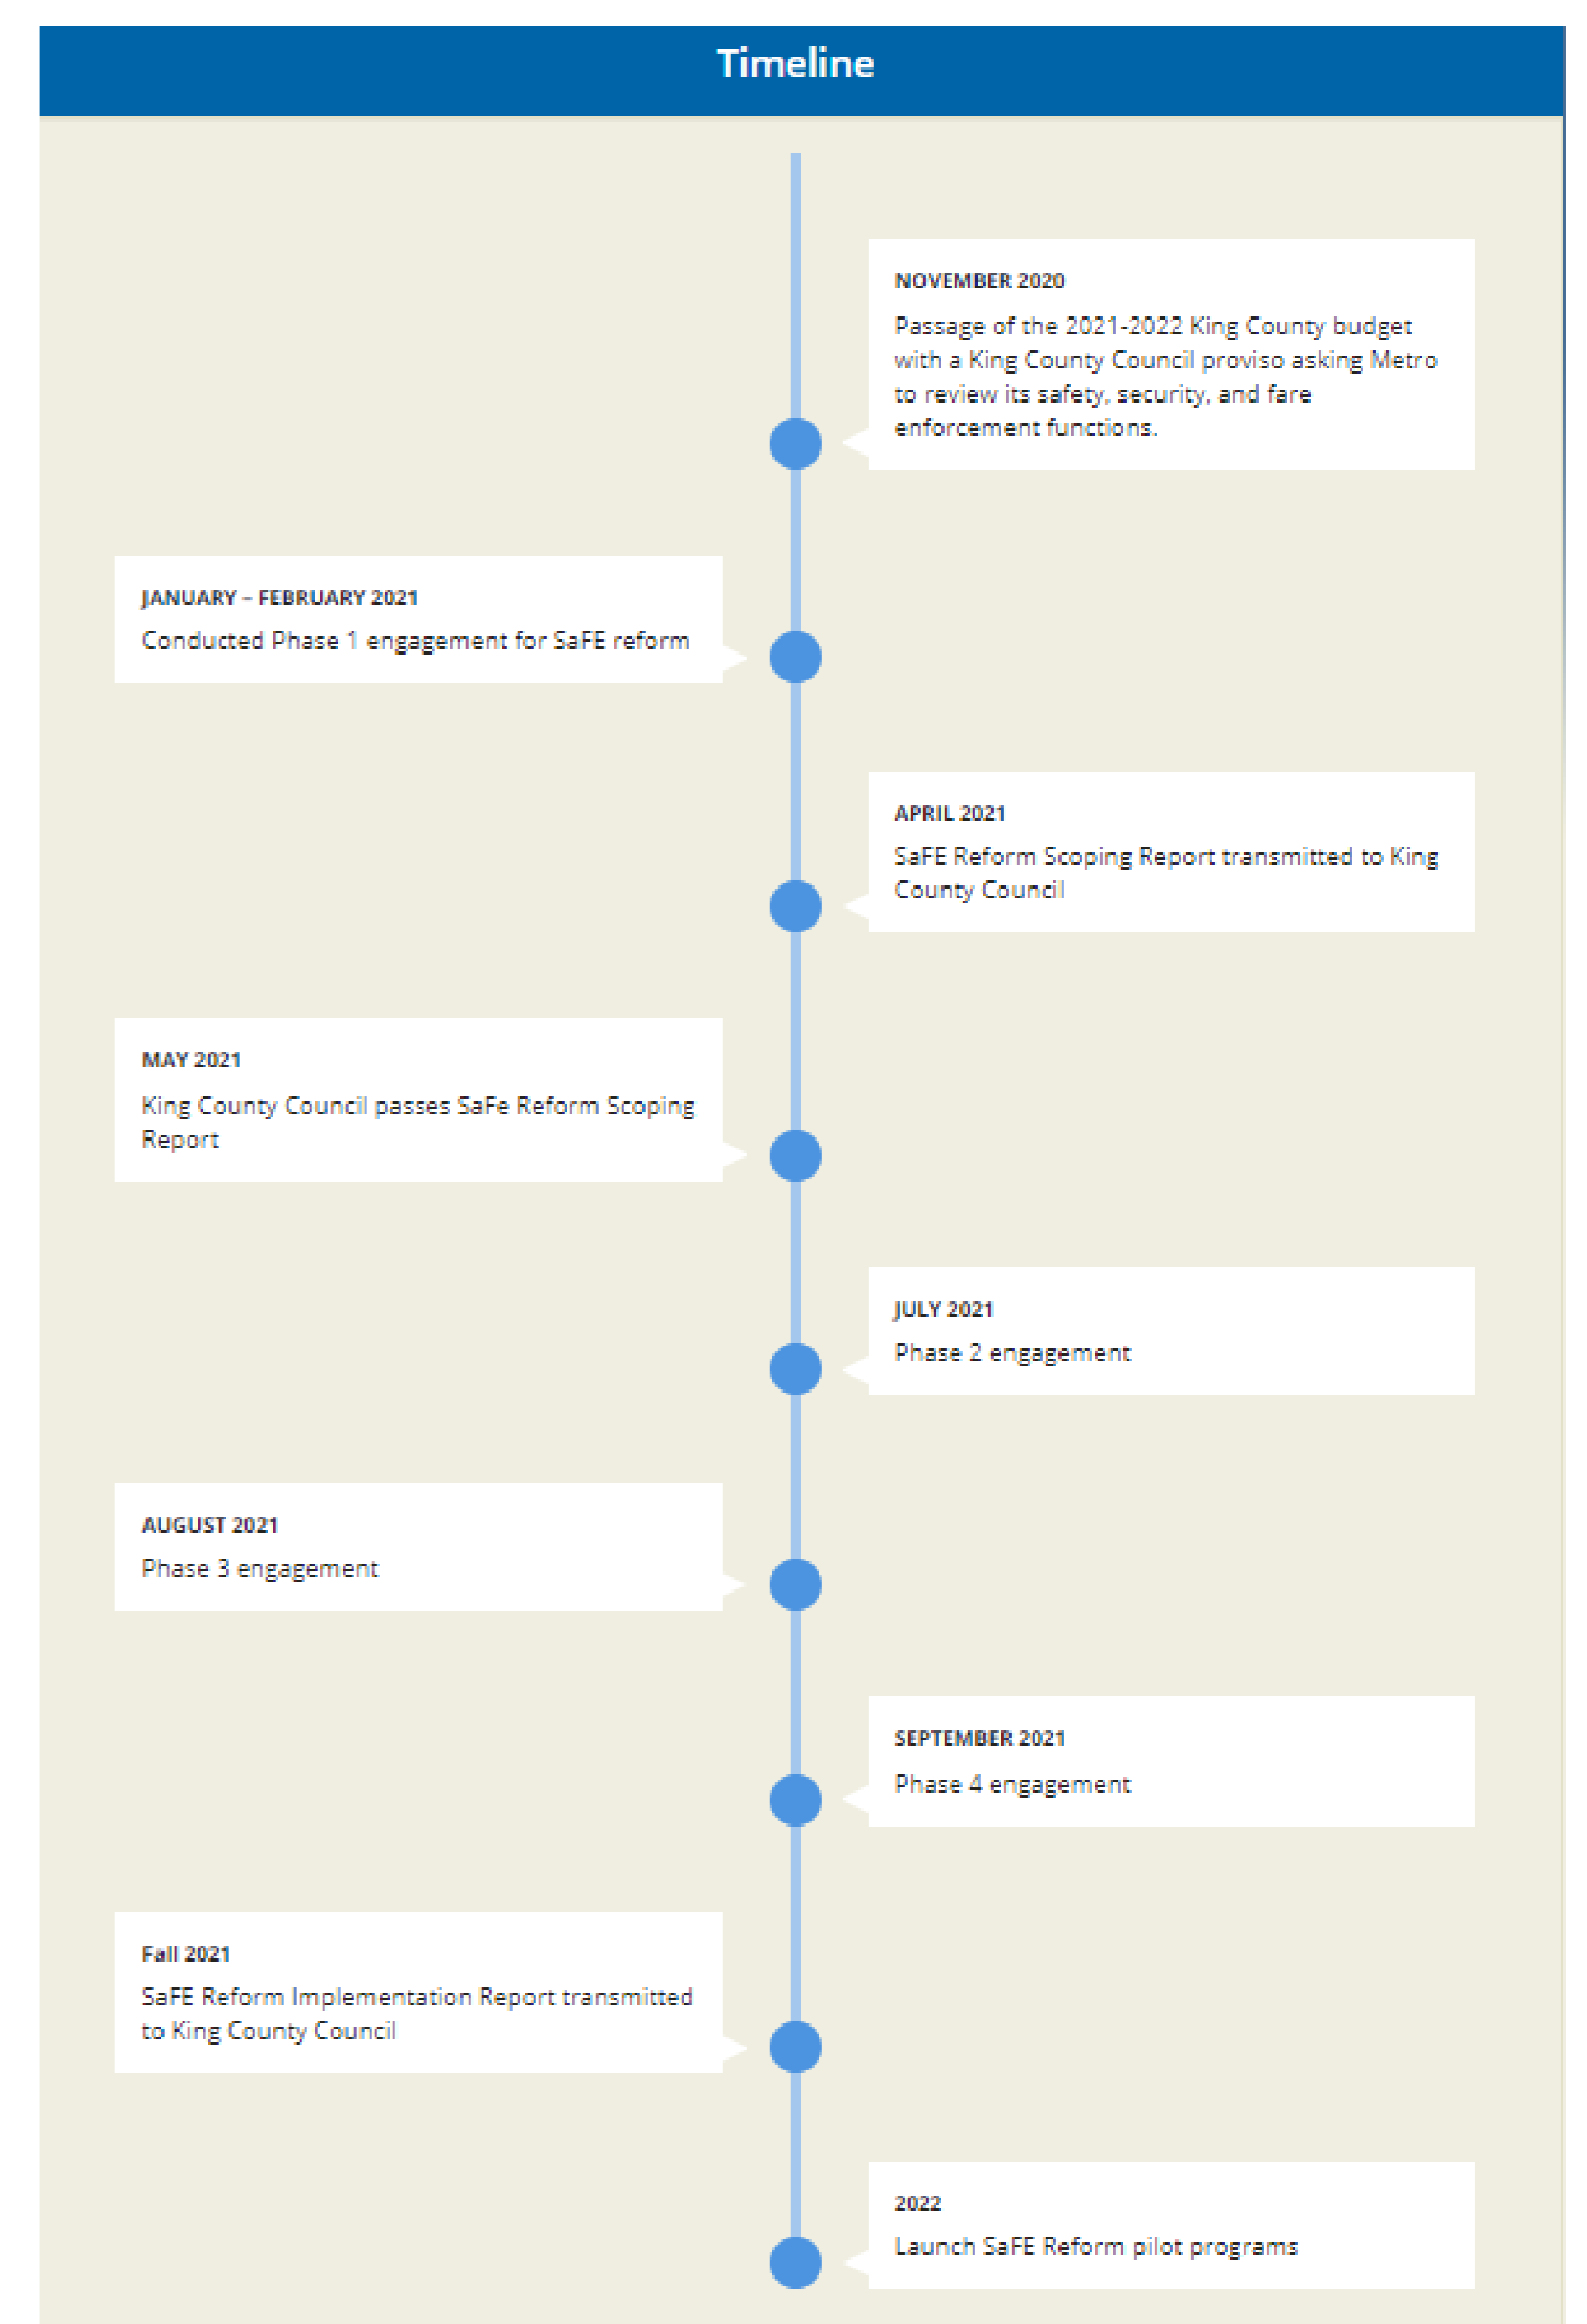 Timeline
NOVEMBER 2020
Passage of the 2021-2022 King County budget
with a King County Council proviso asking Metro
to review its safety, security, and fare
enforcement functions.
JANUARY – FEBRUARY 2021
Conducted Phase 1 engagement for SaFE reform
APRIL 2021
SaFE Reform Scoping Report transmitted to King
County Council
MAY 2021
King County Council passes SaFe Reform Scoping
Report
JULY 2021
Phase 2 engagement
AUGUST 2021
Phase 3 engagement
SEPTEMBER 2021
Phase 4 engagement
Fall 2021
SaFE Reform Implementation Report transmitted
to King County Council
2022
Launch SaFE Reform pilot programs